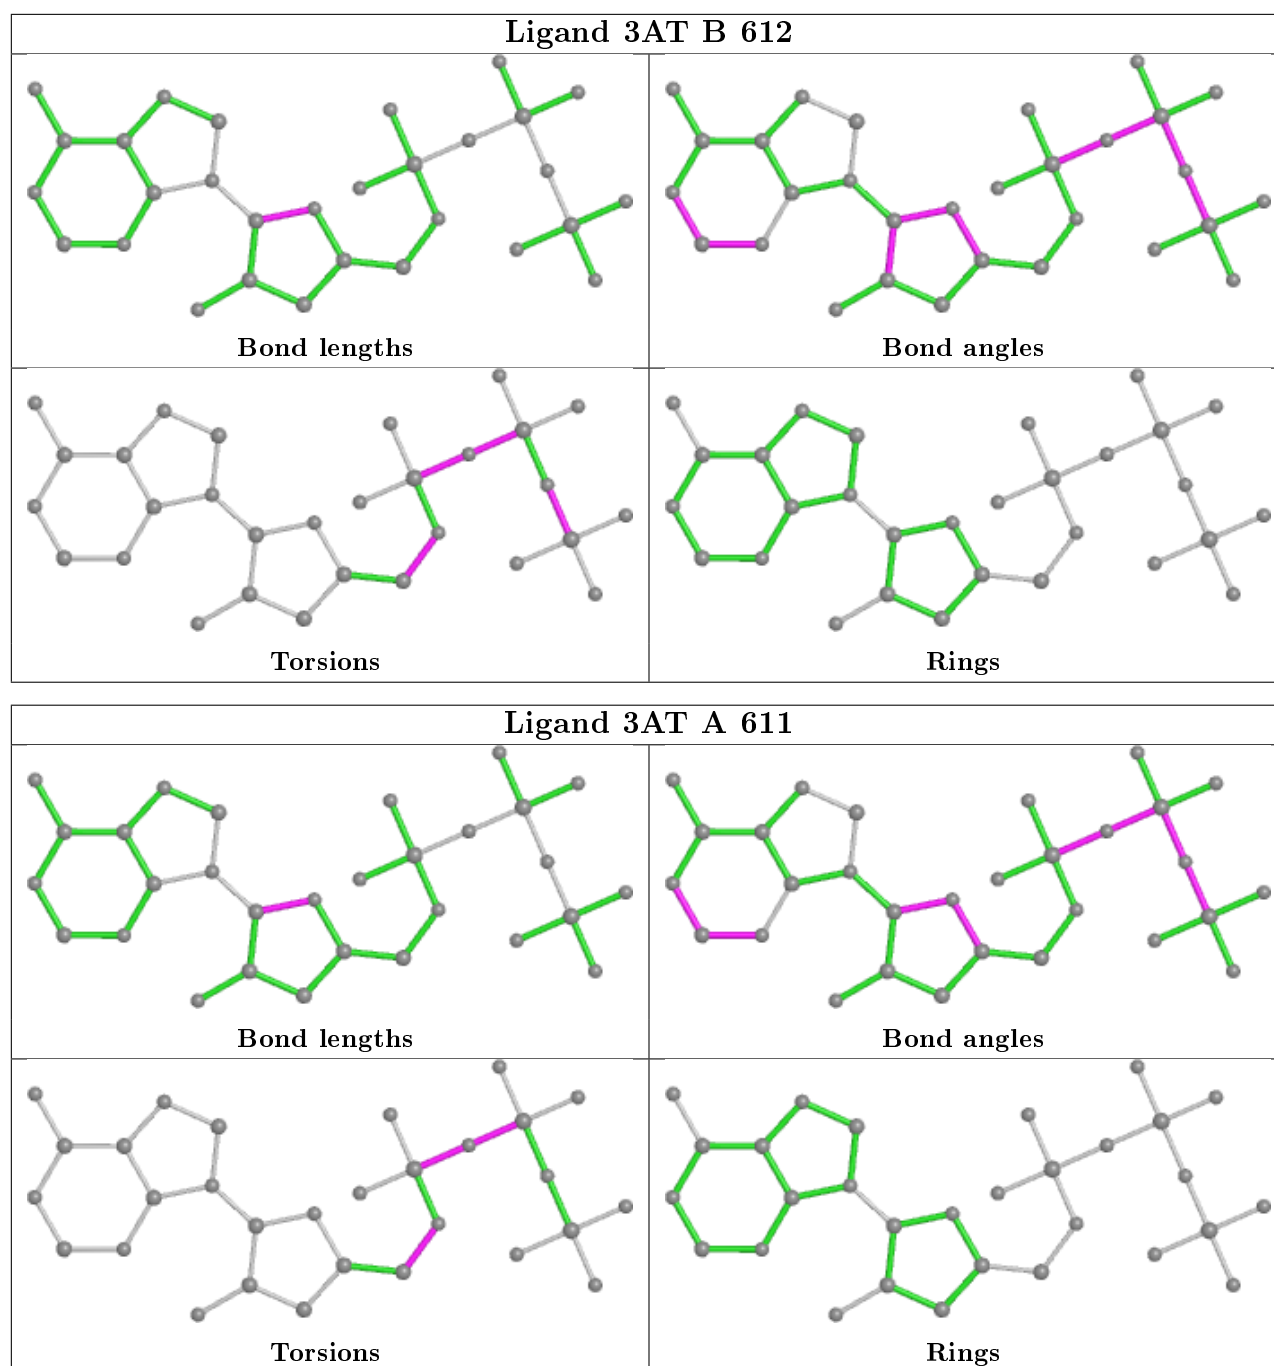 Ligand 3AT B 612
Bond lengths
Bond angles
Torsions
Rings
Ligand 3AT A 611
Bond lengths
Bond angles
Torsions
Rings